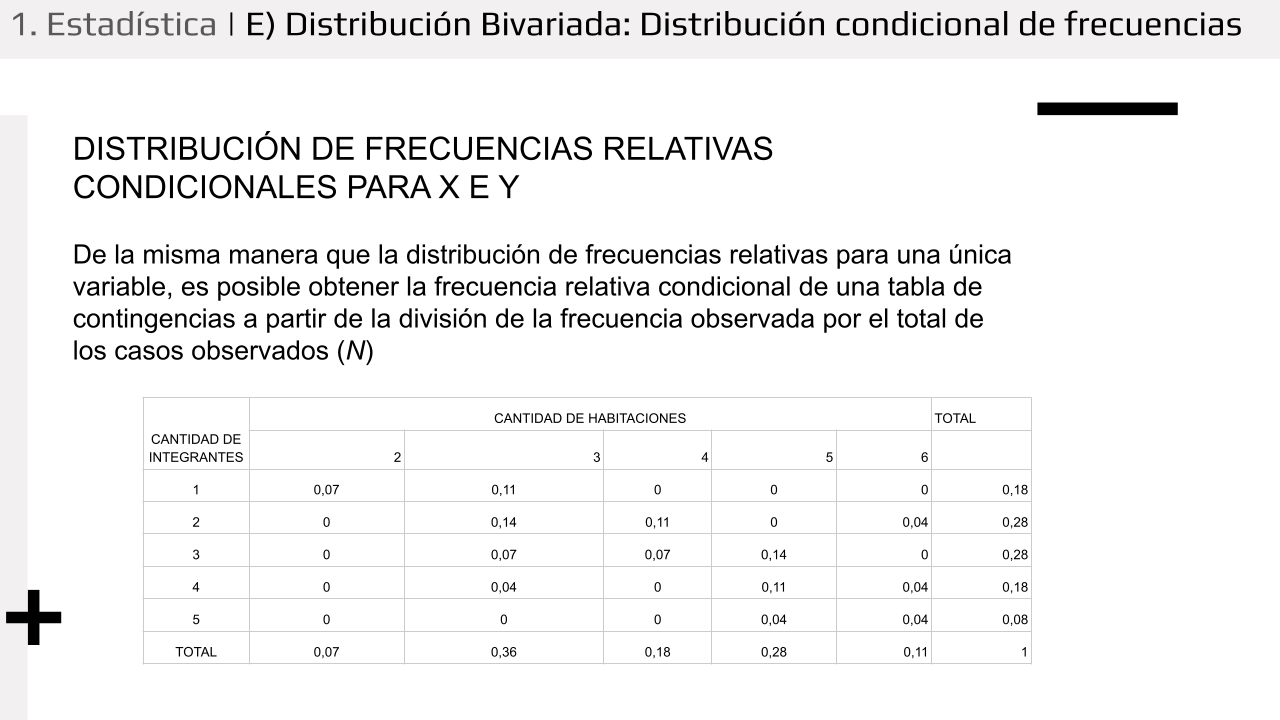 1. Estadística | E) Distribución Bivariada: Distribución condicional de frecuencias
DISTRIBUCIÓN DE FRECUENCIAS RELATIVAS
CONDICIONALES PARA X E Y
De la misma manera que la distribución de frecuencias relativas para una única
variable, es posible obtener la frecuencia relativa condicional de una tabla de
contingencias a partir de la división de la frecuencia observada por el total de
los casos observados (N)
CANTIDAD DE HABITACIONES TOTAL
CANTIDAD DE
INTEGRANTES 2 3 4 5 6
1 0,07 0,11 0 0 0 0,18
2 0 0,14 0,11 0 0,04 0,28
3 0 0,07 0,07 0,14 0 0,28
4 0 0,04 0 0,11 0,04 0,18
5 0 0 0 0,04 0,04 0,08
TOTAL 0,07 0,36 0,18 0,28 0,11 1